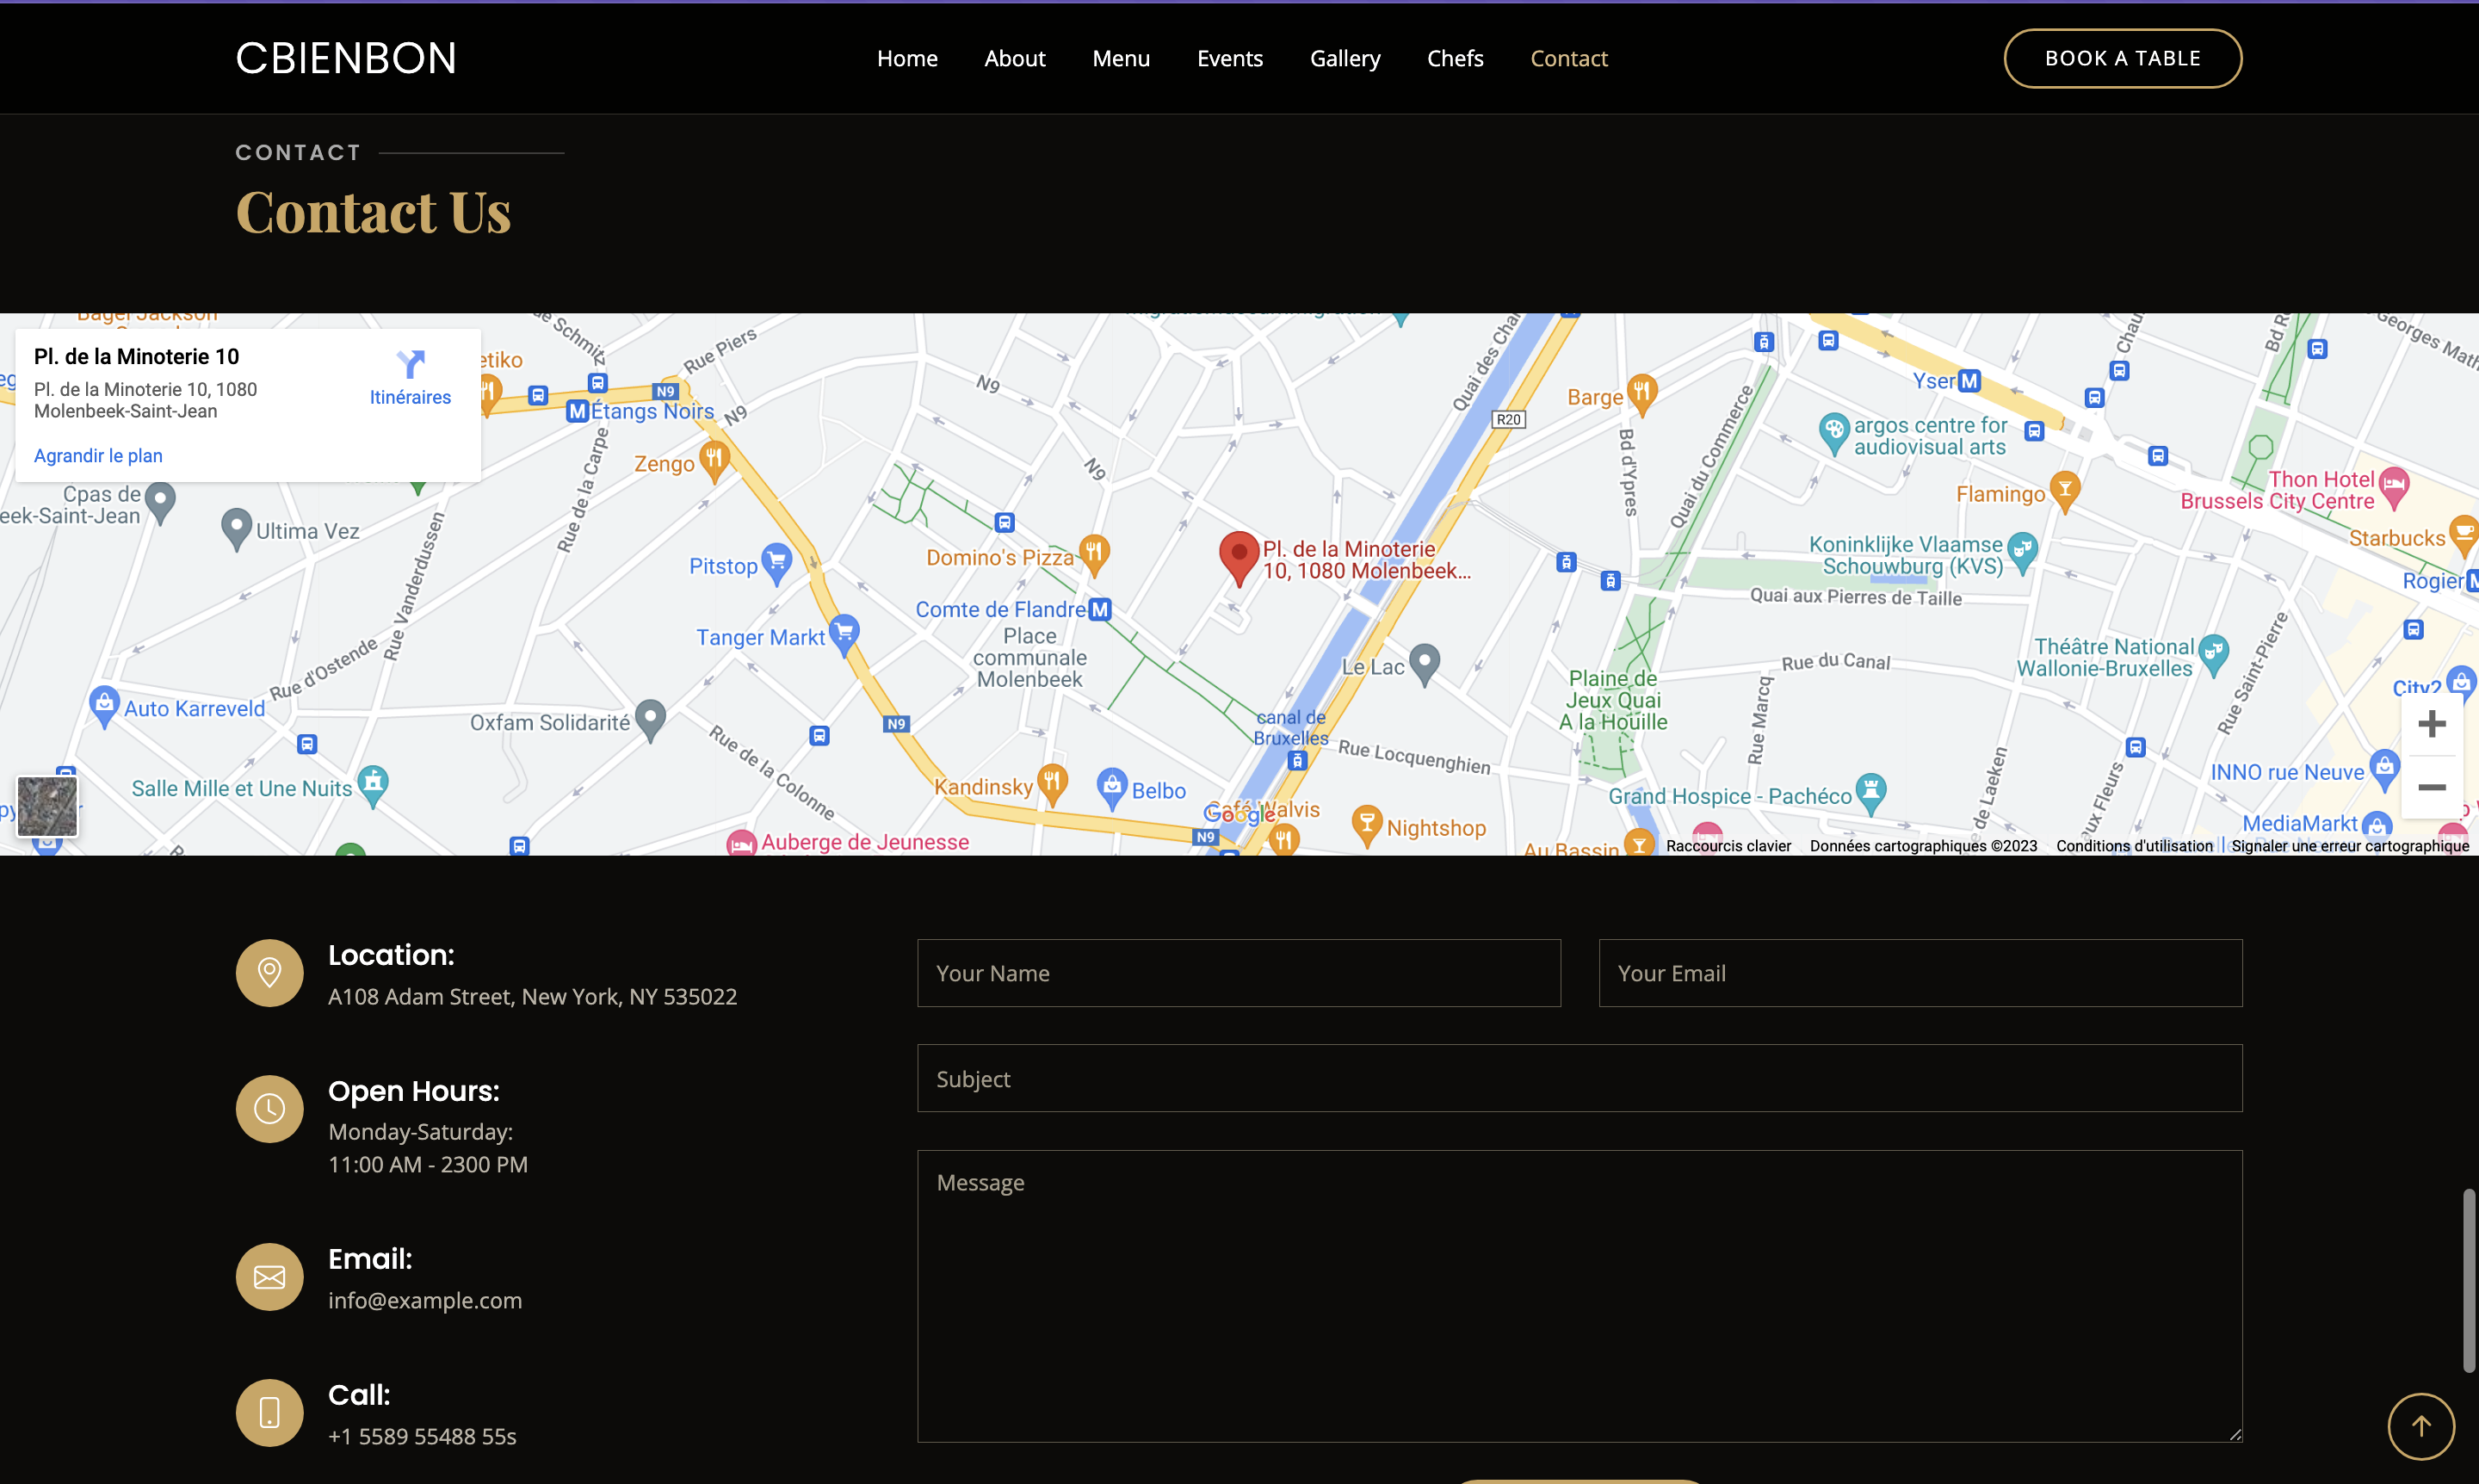 CBIENBON
Home
About
Menu
Events
Gallery
Chefs
Contact
BOOK A TABLE
CONTACT
Contact Us
Pl. de la Minoterie 10
Pl. de la Minoterie 10, 1080
Molenbeek-Saint-Jean
Itinéraires
Agrandir le plan
Rue Piers
N9
N9
N9
N9
Étangs Noirs
Zengo
Rue de la Carpe
Cpas de
eek-Saint-Jean
Ultima Vez
Rue Vanderdussen
Rue d'Ostende
Pitstop
Tanger Markt
Domino's Pizza
Comte de Flandre
Place
communale
Molenbeek
Pl. de la Minoterie
10, 1080 Molenbeek...
R20
Barge
Bd d'Ypres
Quai du Commerce
Yser
argos centre for
audiovisual arts
Flamingo
Thon Hotel
Brussels City Centre
Starbucks
Rogier
Koninklijke Vlaamse
Schouwburg (KVS)
Quai aux Pierres de Taille
Rue du Canal
Théâtre National
Wallonie-Bruxelles
Rue Saint-Pierre
City2
Le Lac
Plaine de
Jeux Quai
A la Houille
Rue Marcq
canal de
Bruxelles
Rue Locquenghien
Auto Karreveld
Oxfam Solidarité
N9
Rue de la Colonne
Salle Mille et Une Nuits
Kandinsky
Belbo
Café Walvis
Google
N9
Nightshop
Auberge de Jeunesse
Au Bassin
Grand Hospice - Pachéco
de Laeken
INNO rue Neuve
MediaMarkt
Raccourcis clavier
Données cartographiques ©2023
Conditions d'utilisation
Signaler une erreur cartographique
Location:
A108 Adam Street, New York, NY 535022
Open Hours:
Monday-Saturday:
11:00 AM - 2300 PM
Email:
info@example.com
Call:
+1 5589 55488 55s
Your Name
Your Email
Subject
Message